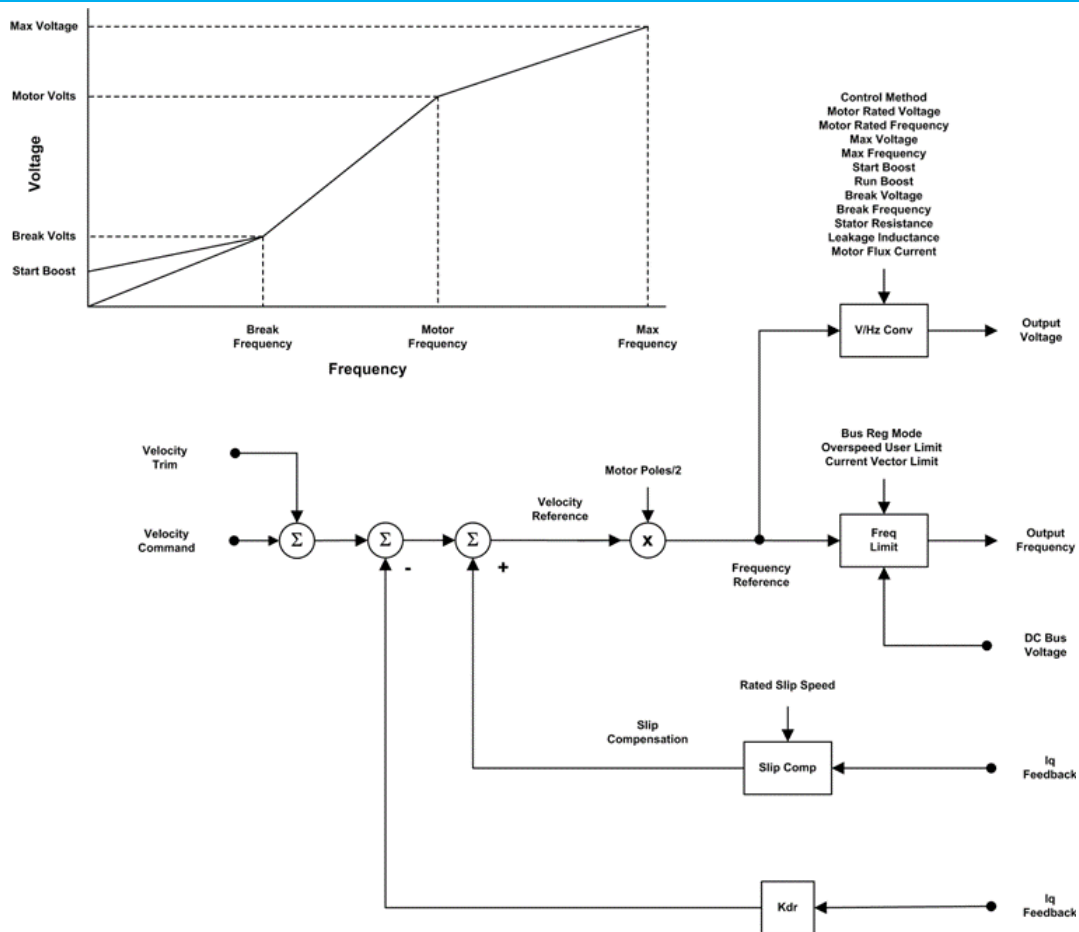 Max Voltage
Motor Volts
Voltage
Break Volts
Start Boost
Break
Frequency
Motor
Frequency
Max
Frequency
Frequency
Control Method
Motor Rated Voltage
Motor Rated Frequency
Max Voltage
Max Frequency
Start Boost
Run Boost
Break Voltage
Break Frequency
Stator Resistance
Leakage Inductance
Motor Flux Current
V/Hz Conv
Output
Voltage
Velocity
Trim
Velocity
Command
Σ
Σ
-
Σ
+
Velocity
Reference
Motor Poles/2
x
Frequency
Reference
Bus Reg Mode
Overspeed User Limit
Current Vector Limit
Freq
Limit
Output
Frequency
DC Bus
Voltage
Rated Slip Speed
Slip
Compensation
Slip Comp
Iq
Feedback
Kdr
Iq
Feedback